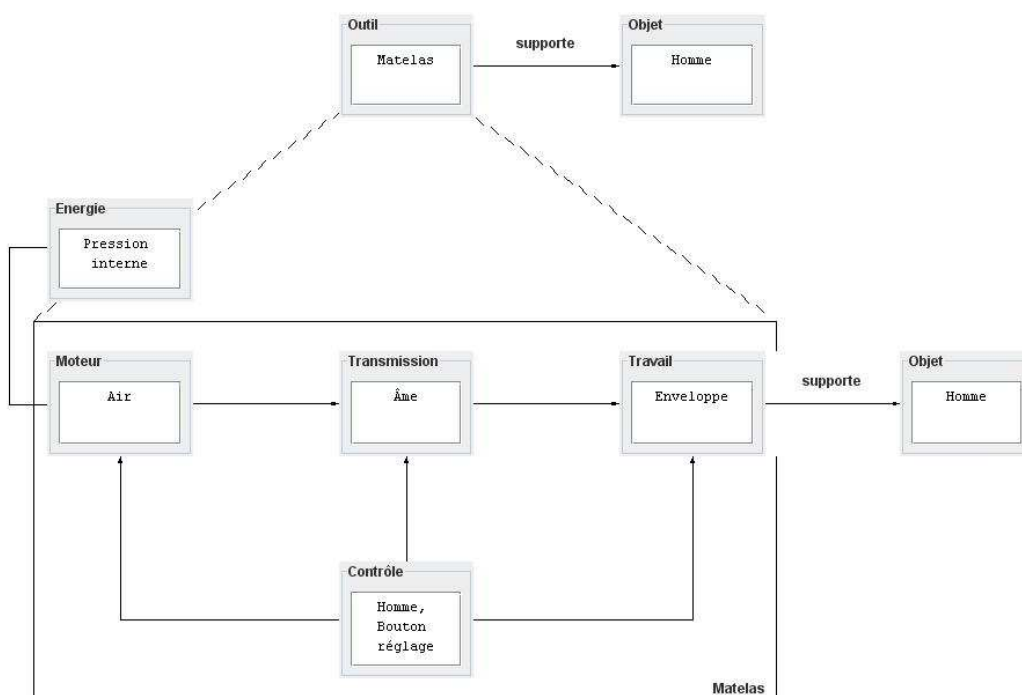 Outil
supporte
Objet
Matelas
Homme
Energie
Pression
interne
Moteur
Transmission
Travail
supporte
Objet
Air
Âme
Enveloppe
Homme
Contrôle
Homme,
Bouton
réglage
Matelas